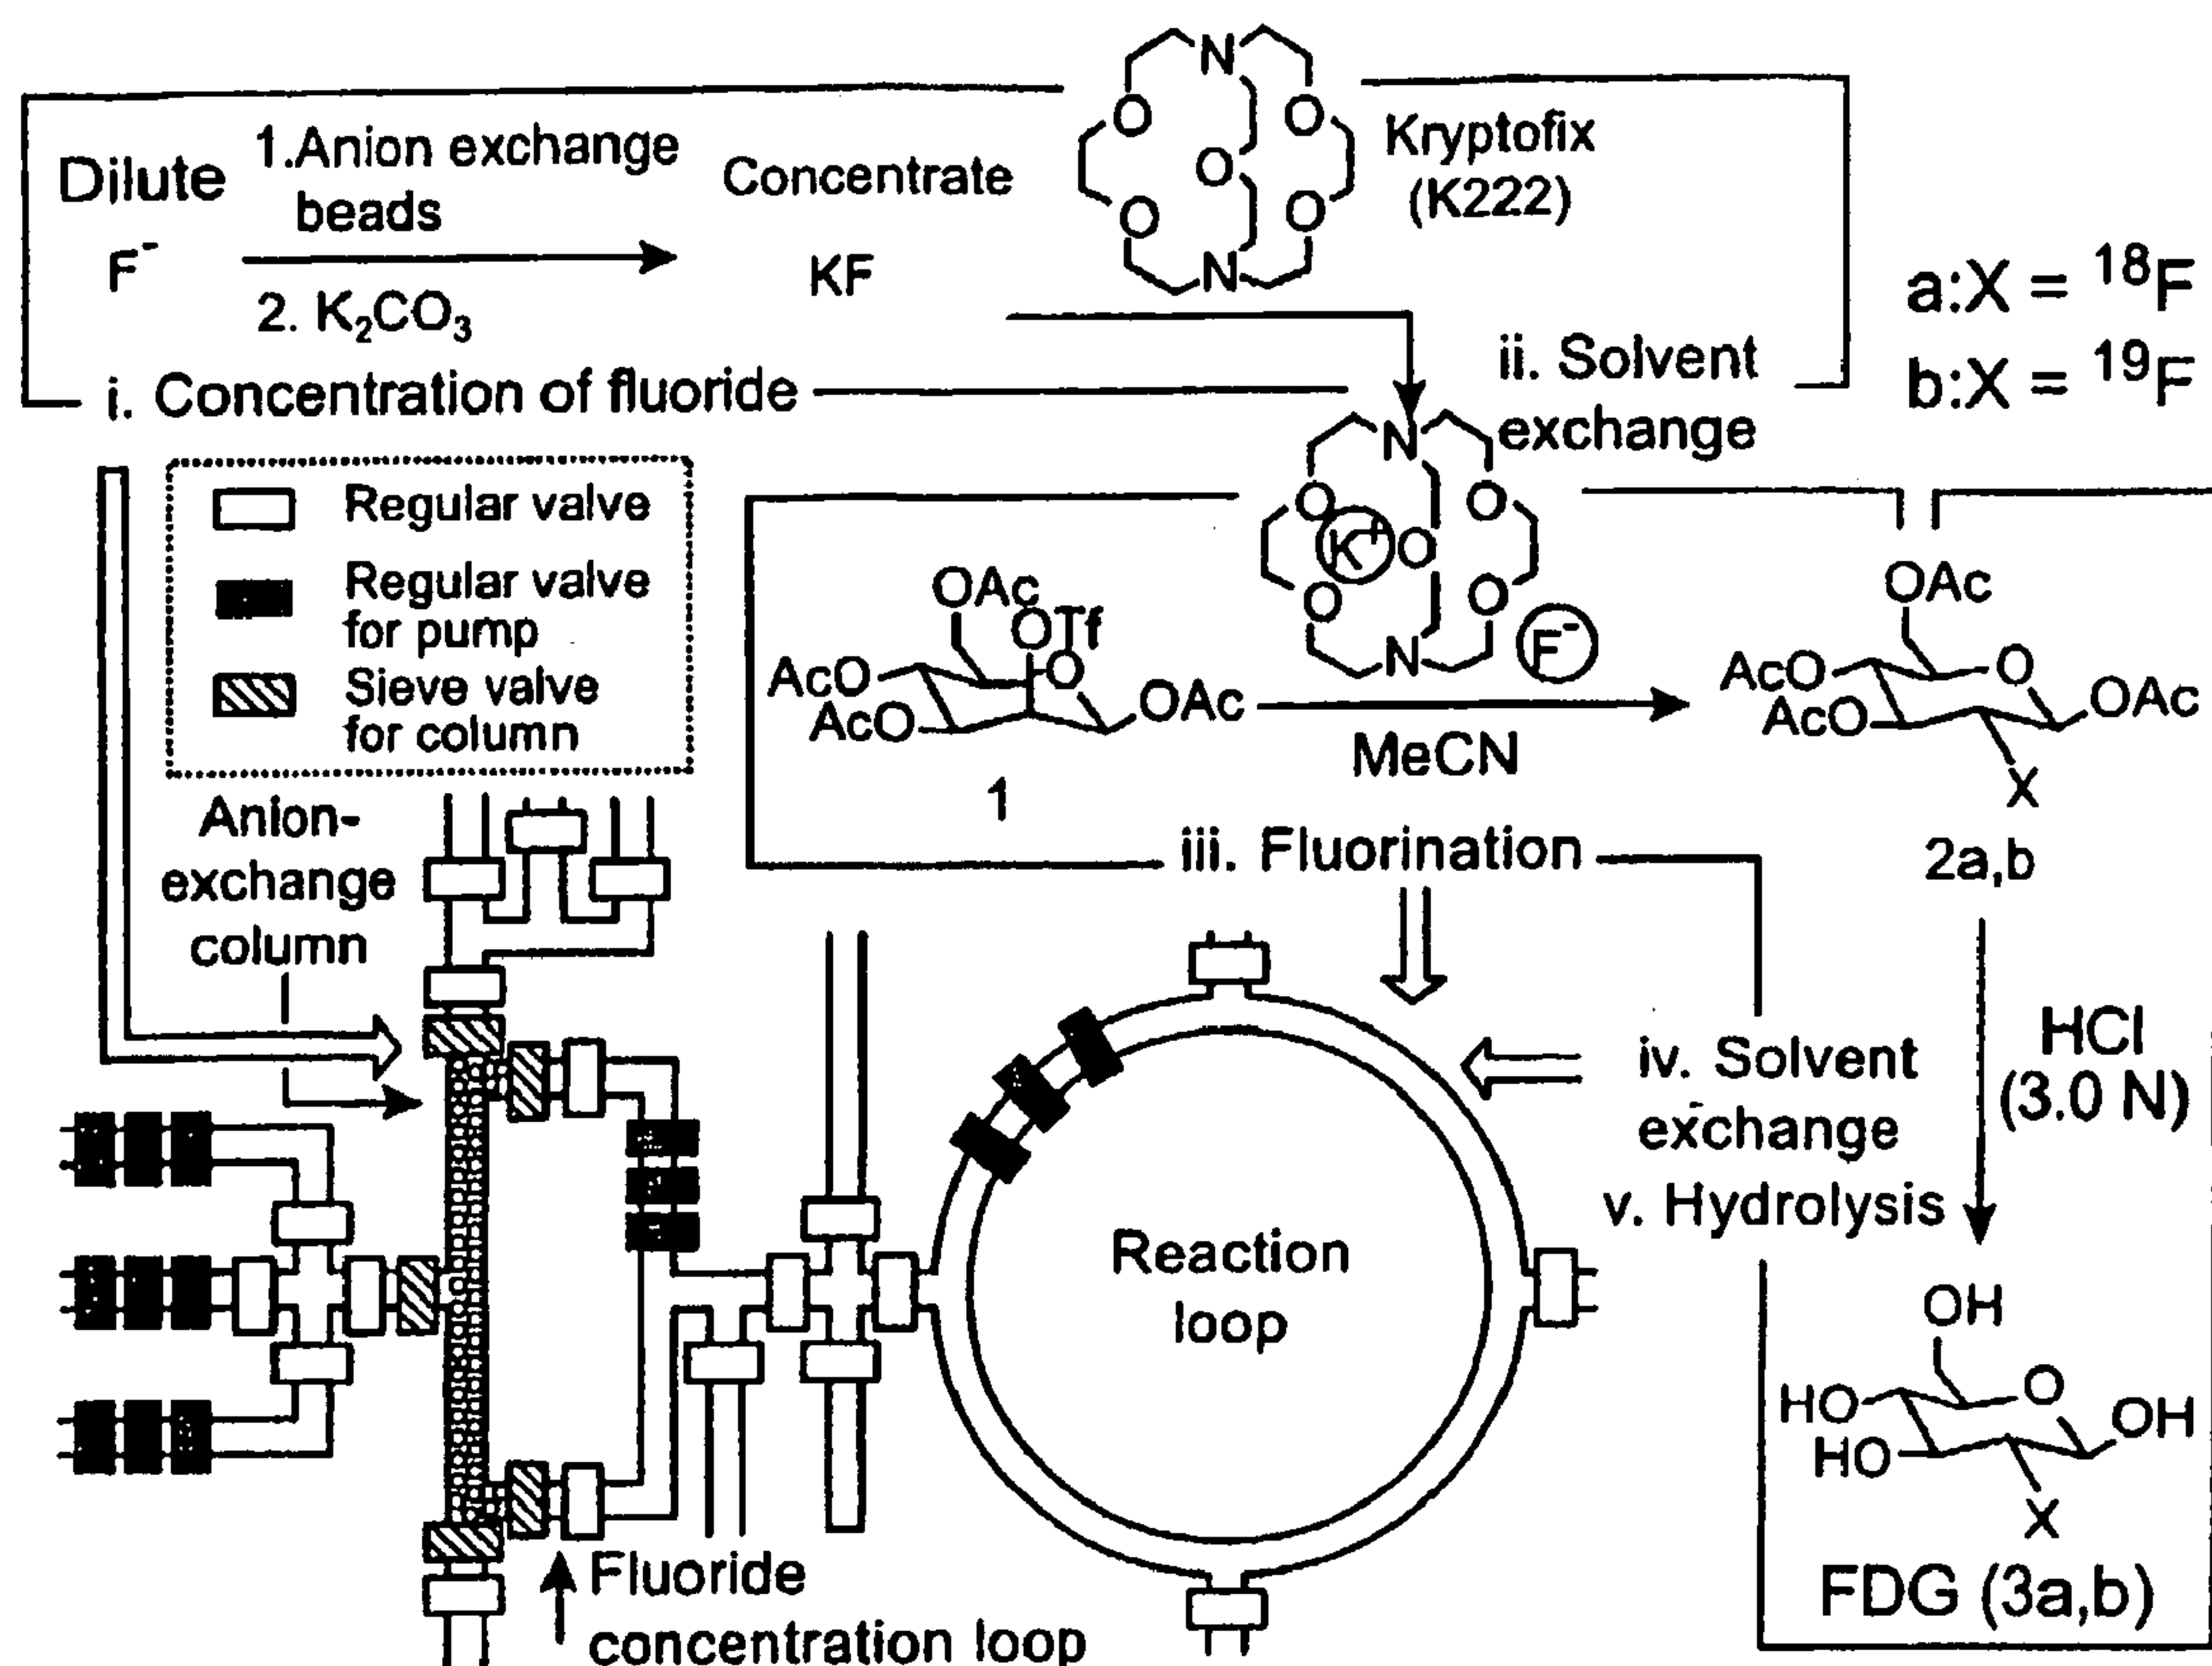 Dilute
F⁻
1.Anion exchange
beads
2. K₂CO₃
Concentrate
KF
N
O
O
O
O
O
N
Kryptofix
(K222)
a:X = ¹⁸F
b:X = ¹⁹F
i. Concentration of fluoride
ii. Solvent
exchange
Regular valve
Regular valve
for pump
Sieve valve
for column
N
O
O
K⁺
O
O
O
N
F⁻
OAc
OTf
O
AcO
AcO
OAc
1
MeCN
iii. Fluorination
OAc
AcO
O
AcO
OAc
X
2a,b
Anion-
exchange
column
Reaction
loop
iv. Solvent
exchange
v. Hydrolysis
HCl
(3.0 N)
OH
HO
O
HO
OH
X
FDG (3a,b)
Fluoride
concentration loop